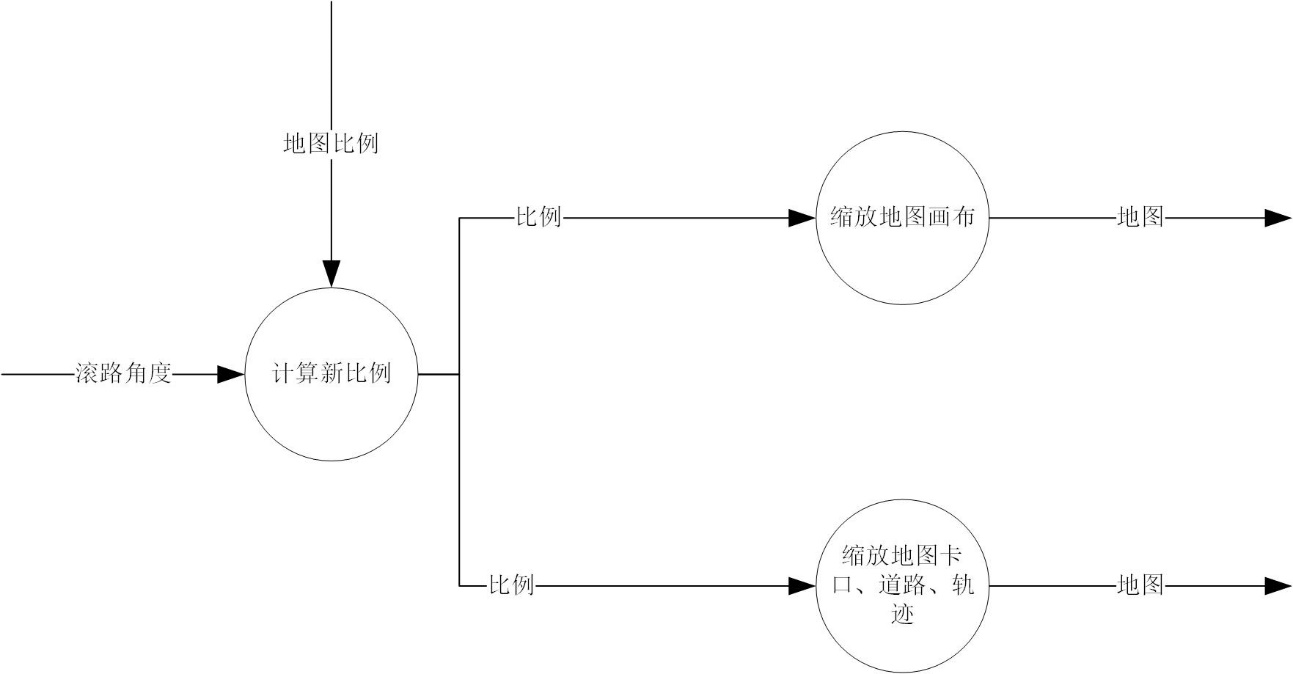 地图比例
比例
缩放地图画布
地图
滚路角度
计算新比例
比例
缩放地图卡
口、道路、轨
迹
地图